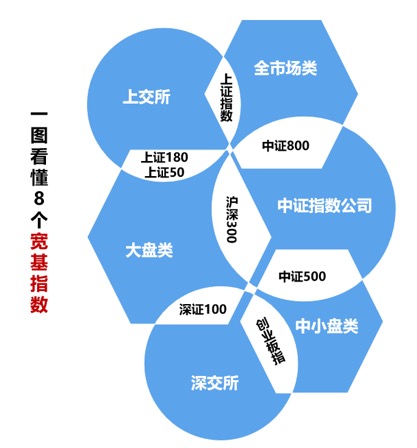 一图看懂8个宽基指数
上交所
上证指数
全市场类
上证180
上证50
中证800
沪深300
中证指数公司
大盘类
中证500
深证100
创业板指
中小盘类
深交所